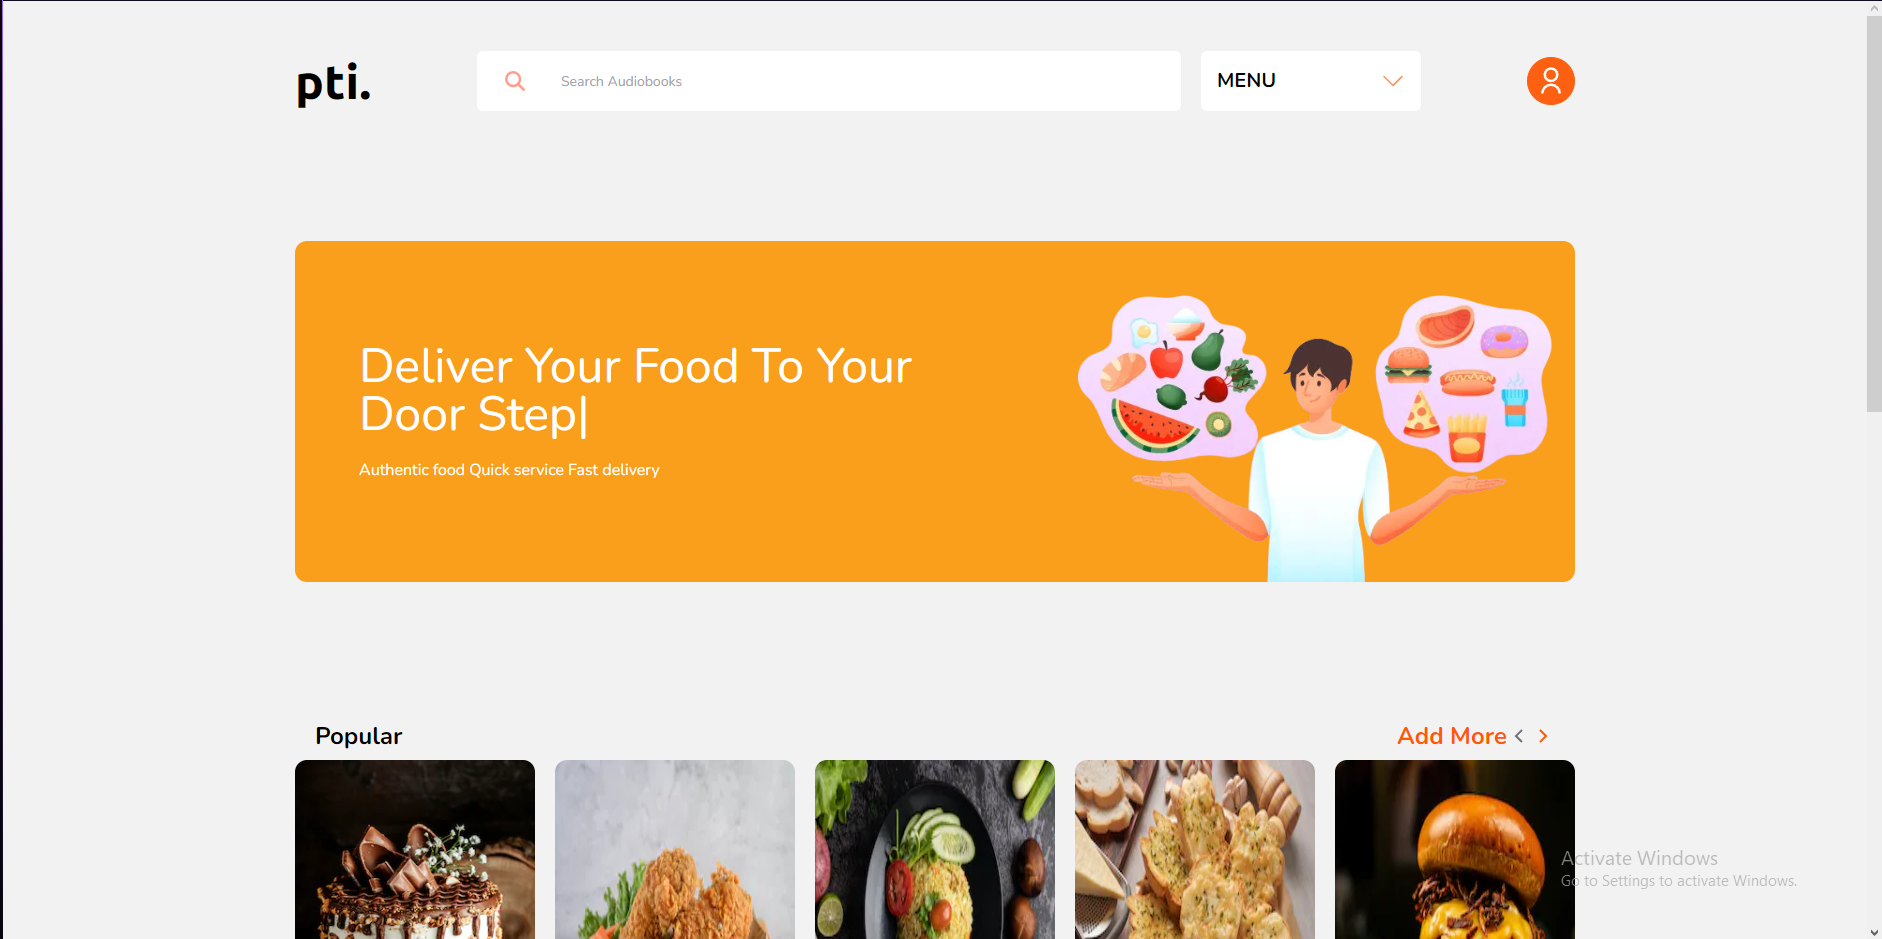 pti.
Search Audiobooks
MENU
Deliver Your Food To Your
Door Step|
Authentic food Quick service Fast delivery
Popular
Add More
Activate Windows
Go to Settings to activate Windows.